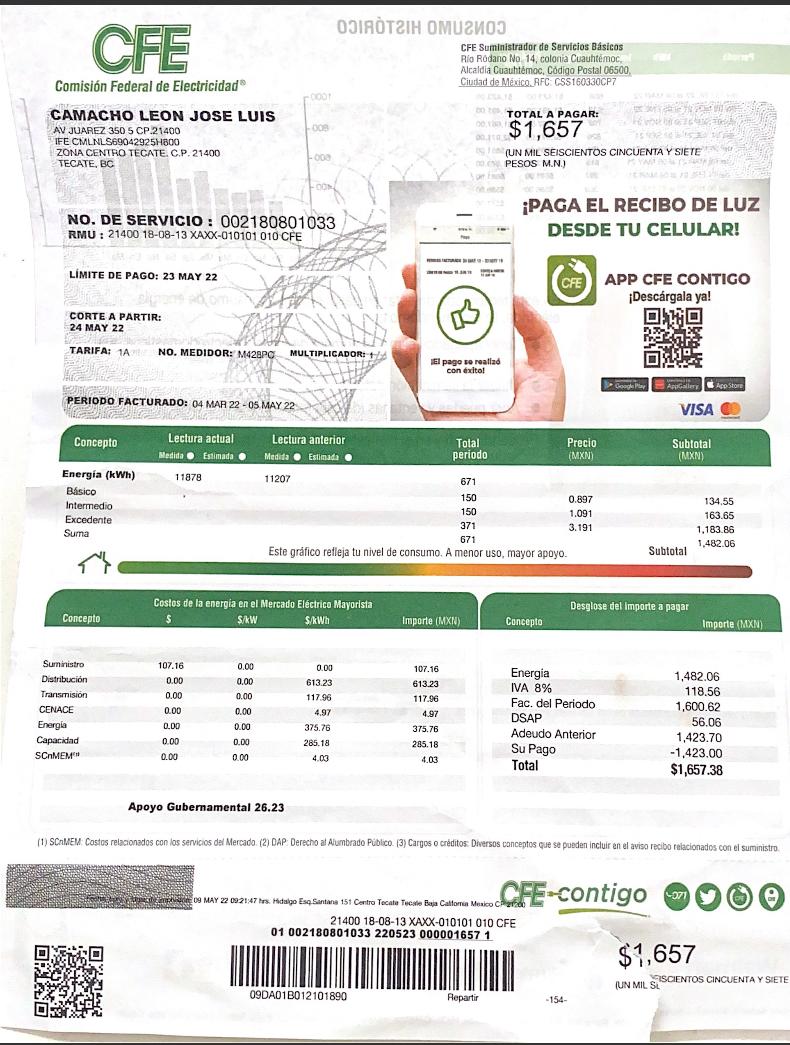 CONSUMO HISTÓRICO
CFE
Comisión Federal de Electricidad®
CFE Suministrador de Servicios Básicos
Río Ródano No. 14, colonia Cuauhtémoc,
Alcaldía Cuauhtémoc, Código Postal 06500,
Ciudad de México, RFC: CSS160330CP7
CAMACHO LEON JOSE LUIS
AV JUAREZ 350 5 CP.21400
IFE CMLNLS69042925H800
ZONA CENTRO TECATE, C.P. 21400
TECATE, BC
TOTAL A PAGAR:
$1,657
(UN MIL SEISCIENTOS CINCUENTA Y SIETE
PESOS M.N.)
NO. DE SERVICIO : 002180801033
RMU : 21400 18-08-13 XAXX-010101 010 CFE
LÍMITE DE PAGO: 23 MAY 22
CORTE A PARTIR:
24 MAY 22
TARIFA: 1A NO. MEDIDOR: M428PC MULTIPLICADOR: 1
PERIODO FACTURADO: 04 MAR 22 - 05 MAY 22
¡PAGA EL RECIBO DE LUZ
DESDE TU CELULAR!
CFE
APP CFE CONTIGO
¡Descárgala ya!
¡El pago se realizó
con éxito!
Google Play AppGallery App Store
VISA
Concepto Lectura actual Lectura anterior Total periodo Precio (MXN) Subtotal (MXN)
Medida Estimada Medida Estimada
Energía (kWh) 11878 11207 671
Básico 150 0.897 134.55
Intermedio 150 1.091 163.65
Excedente 371 3.191 1,183.86
Suma 671 1,482.06
Este gráfico refleja tu nivel de consumo. A menor uso, mayor apoyo. Subtotal
Costos de la energía en el Mercado Eléctrico Mayorista
Concepto $ $/kW $/kWh Importe (MXN)
Suministro 107.16 0.00 0.00 107.16
Distribución 0.00 0.00 613.23 613.23
Transmisión 0.00 0.00 117.96 117.96
CENACE 0.00 0.00 4.97 4.97
Energía 0.00 0.00 375.76 375.76
Capacidad 0.00 0.00 285.18 285.18
SCnMEM⁽¹⁾ 0.00 0.00 4.03 4.03
Apoyo Gubernamental 26.23
Desglose del importe a pagar
Concepto Importe (MXN)
Energía 1,482.06
IVA 8% 118.56
Fac. del Periodo 1,600.62
DSAP 56.06
Adeudo Anterior 1,423.70
Su Pago -1,423.00
Total $1,657.38
(1) SCnMEM: Costos relacionados con los servicios del Mercado. (2) DAP: Derecho al Alumbrado Público. (3) Cargos o créditos: Diversos conceptos que se pueden incluir en el aviso recibo relacionados con el suministro.
09 MAY 22 09:21:47 hrs. Hidalgo Esq.Santana 151 Centro Tecate Tecate Baja California Mexico CP
CFE contigo
071
21400 18-08-13 XAXX-010101 010 CFE
01 002180801033 220523 000001657 1
09DA01B012101890 Repartir -154-
$1,657
(UN MIL SEISCIENTOS CINCUENTA Y SIETE